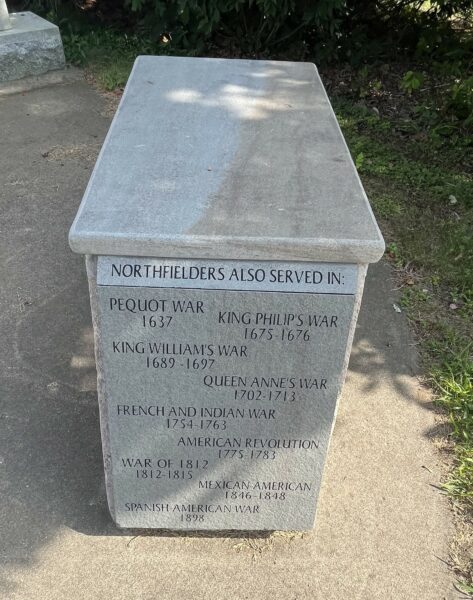 NORTHFIELDERS ALSO SERVED IN:
PEQUOT WAR
1637
KING PHILIP'S WAR
1675-1676
KING WILLIAM'S WAR
1689-1697
QUEEN ANNE'S WAR
1702-1713
FRENCH AND INDIAN WAR
1754-1763
AMERICAN REVOLUTION
1775-1783
WAR OF 1812
1812-1815
MEXICAN-AMERICAN
1846-1848
SPANISH-AMERICAN WAR
1898